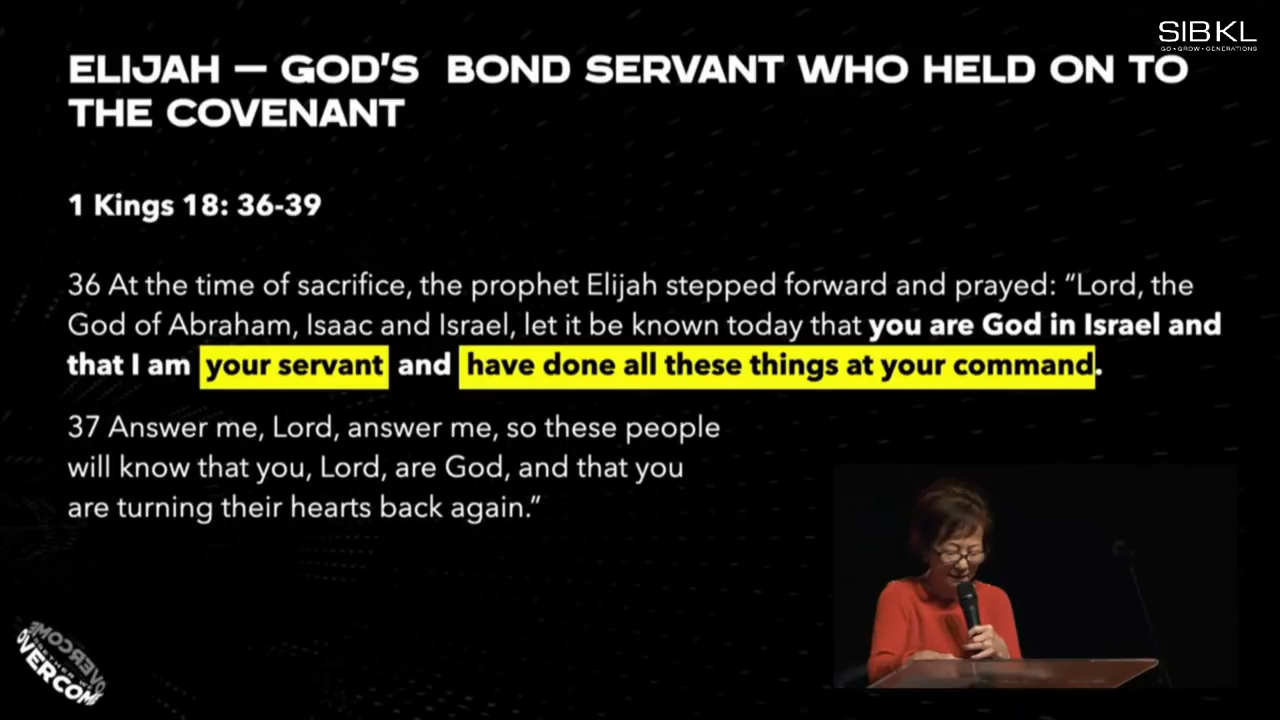 SIBKL
GO • GROW • GENERATIONS
ELIJAH – GOD'S BOND SERVANT WHO HELD ON TO
THE COVENANT
1 Kings 18: 36-39
36 At the time of sacrifice, the prophet Elijah stepped forward and prayed: “Lord, the
God of Abraham, Isaac and Israel, let it be known today that you are God in Israel and
that I am your servant and have done all these things at your command.
37 Answer me, Lord, answer me, so these people
will know that you, Lord, are God, and that you
are turning their hearts back again.”
OVERCOME
OVERCOME